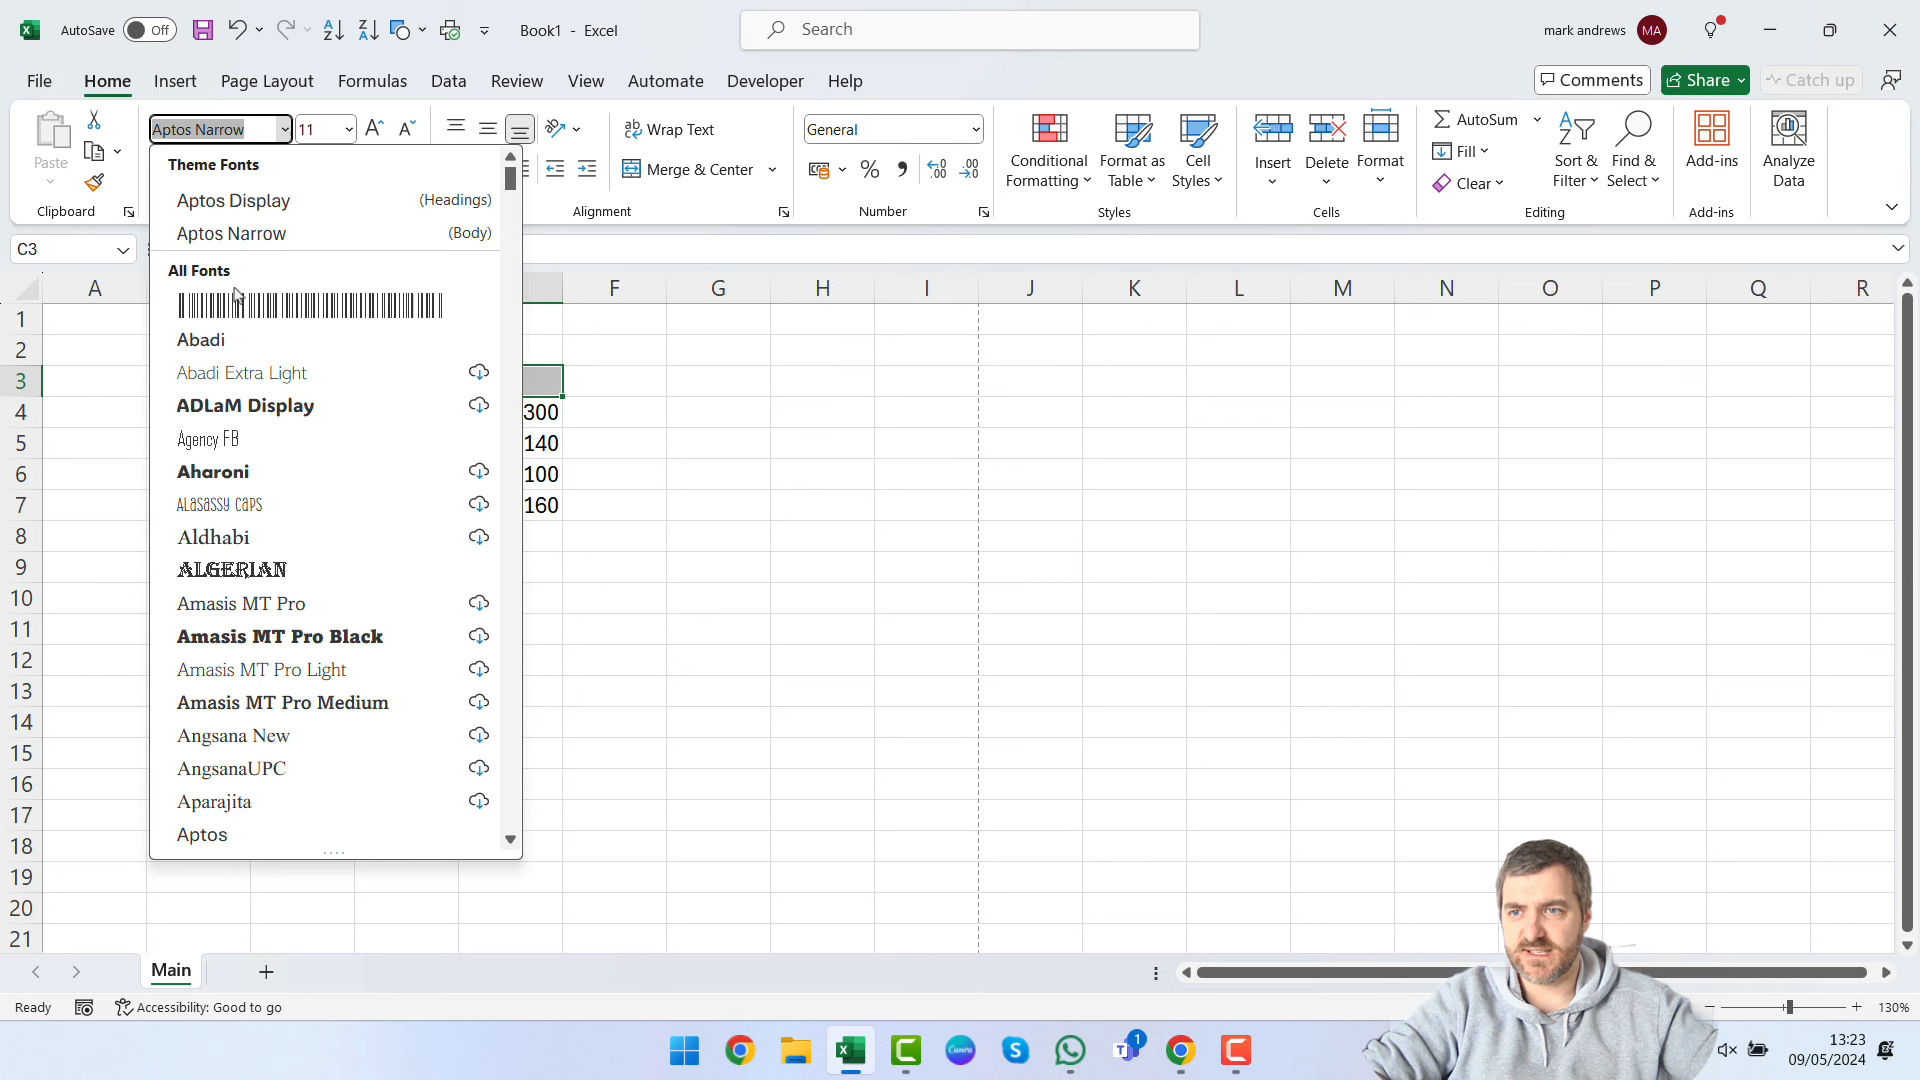 AutoSave Off Book1 - Excel Search mark andrews MA
File Home Insert Page Layout Formulas Data Review View Automate Developer Help Comments Share Catch up
Aptos Narrow 11 ab Wrap Text General AutoSum
Paste Merge & Center % Conditional Formatting Format as Table Cell Styles Insert Delete Format Fill Clear Sort & Filter Find & Select Add-ins Analyze Data
Clipboard Alignment Number Styles Cells Editing Add-ins
C3
Theme Fonts
Aptos Display (Headings)
Aptos Narrow (Body)
All Fonts
Abadi
Abadi Extra Light
ADLaM Display
Agency FB
Aharoni
ALasassy Caps
Aldhabi
ALGERIAN
Amasis MT Pro
Amasis MT Pro Black
Amasis MT Pro Light
Amasis MT Pro Medium
Angsana New
AngsanaUPC
Aparajita
Aptos
A F G H I J K L M N O P Q R
1
2
3
4 300
5 140
6 100
7 160
8
9
10
11
12
13
14
15
16
17
18
19
20
21
Main
Ready Accessibility: Good to go 130%
Canva 1 13:23
09/05/2024